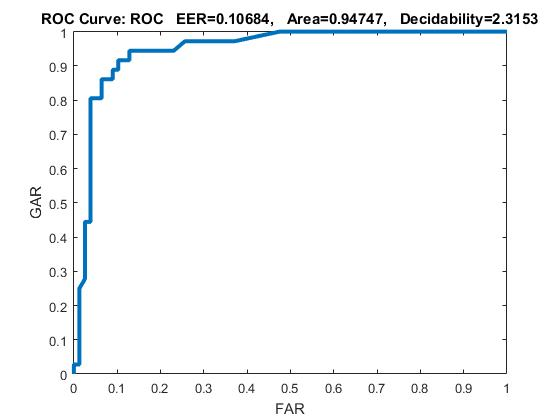 ROC Curve: ROC EER=0.10684, Area=0.94747, Decidability=2.3153
1
0.9
0.8
0.7
0.6
0.5
0.4
0.3
0.2
0.1
0
GAR
0 0.1 0.2 0.3 0.4 0.5 0.6 0.7 0.8 0.9 1
FAR